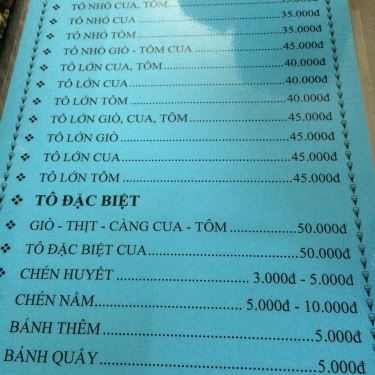 TÔ NHỎ CUA, TÔM 35.000đ
TÔ NHỎ CUA 35.000đ
TÔ NHỎ TÔM 35.000đ
TÔ NHỎ GIÒ - TÔM CUA 45.000đ
TÔ LỚN CUA, TÔM 40.000đ
TÔ LỚN CUA 40.000đ
TÔ LỚN TÔM 40.000đ
TÔ LỚN GIÒ, CUA, TÔM 45.000đ
TÔ LỚN GIÒ 45.000đ
TÔ LỚN CUA 45.000đ
TÔ LỚN TÔM 45.000đ
TÔ ĐẶC BIỆT
GIÒ - THỊT - CÀNG CUA - TÔM 50.000đ
TÔ ĐẶC BIỆT CUA 50.000đ
CHÉN HUYẾT 3.000đ - 5.000đ
CHÉN NẢM 5.000đ - 10.000đ
BÁNH THÊM 5.000đ
BÁNH QUẢY 5.000đ